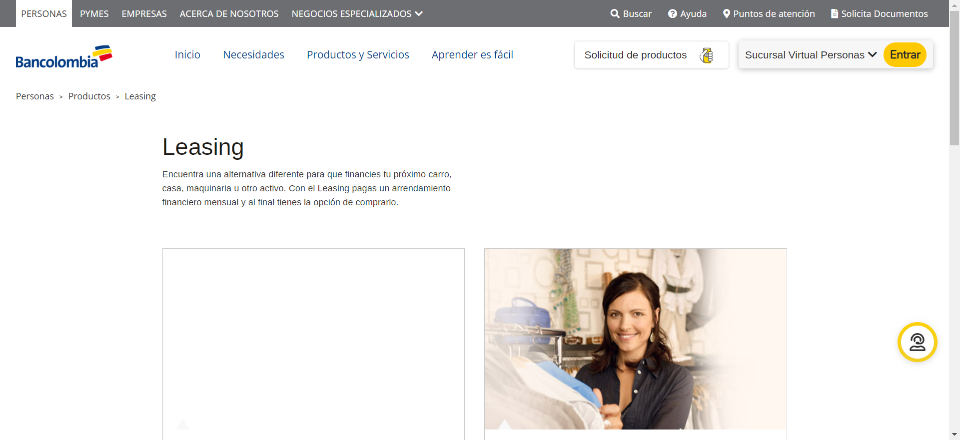 PERSONAS PYMES EMPRESAS ACERCA DE NOSOTROS NEGOCIOS ESPECIALIZADOS Buscar Ayuda Puntos de atención Solicita Documentos
Bancolombia Inicio Necesidades Productos y Servicios Aprender es fácil Solicitud de productos Sucursal Virtual Personas Entrar
Personas > Productos > Leasing
Leasing
Encuentra una alternativa diferente para que financies tu próximo carro,
casa, maquinaria u otro activo. Con el Leasing pagas un arrendamiento
financiero mensual y al final tienes la opción de comprarlo.